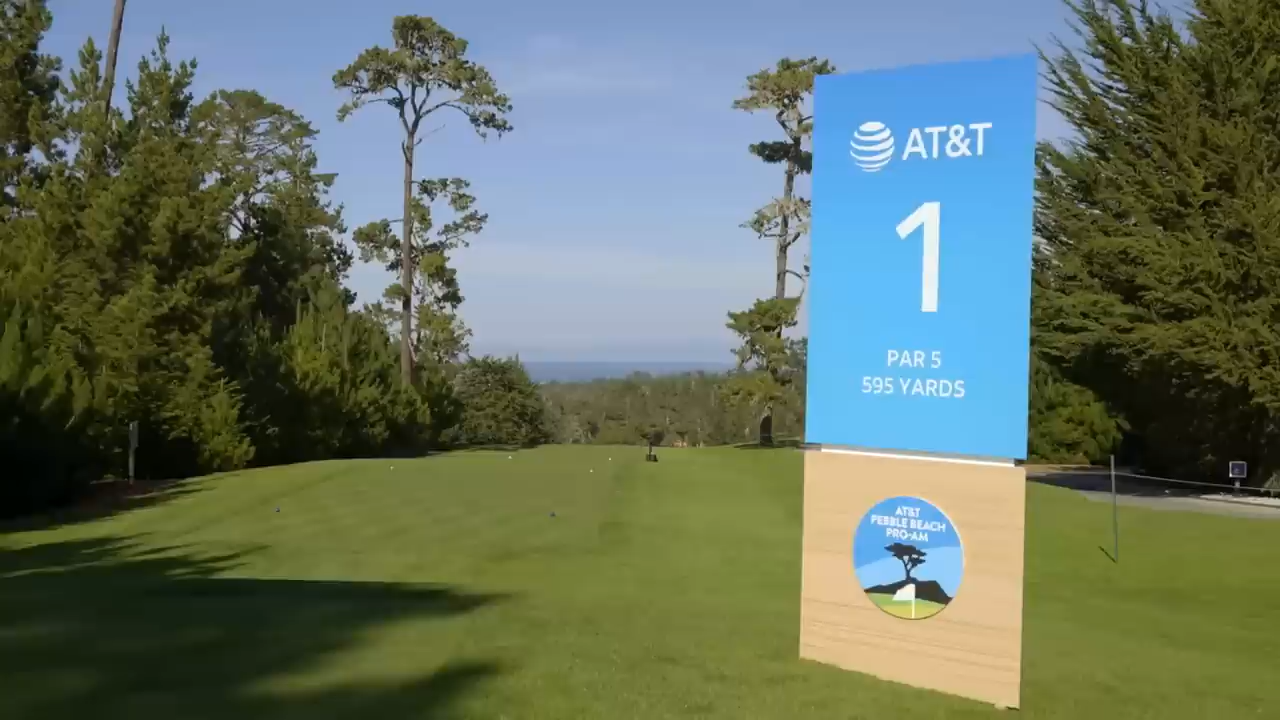 AT&T
1
PAR 5
595 YARDS
AT&T
PEBBLE BEACH
PRO-AM